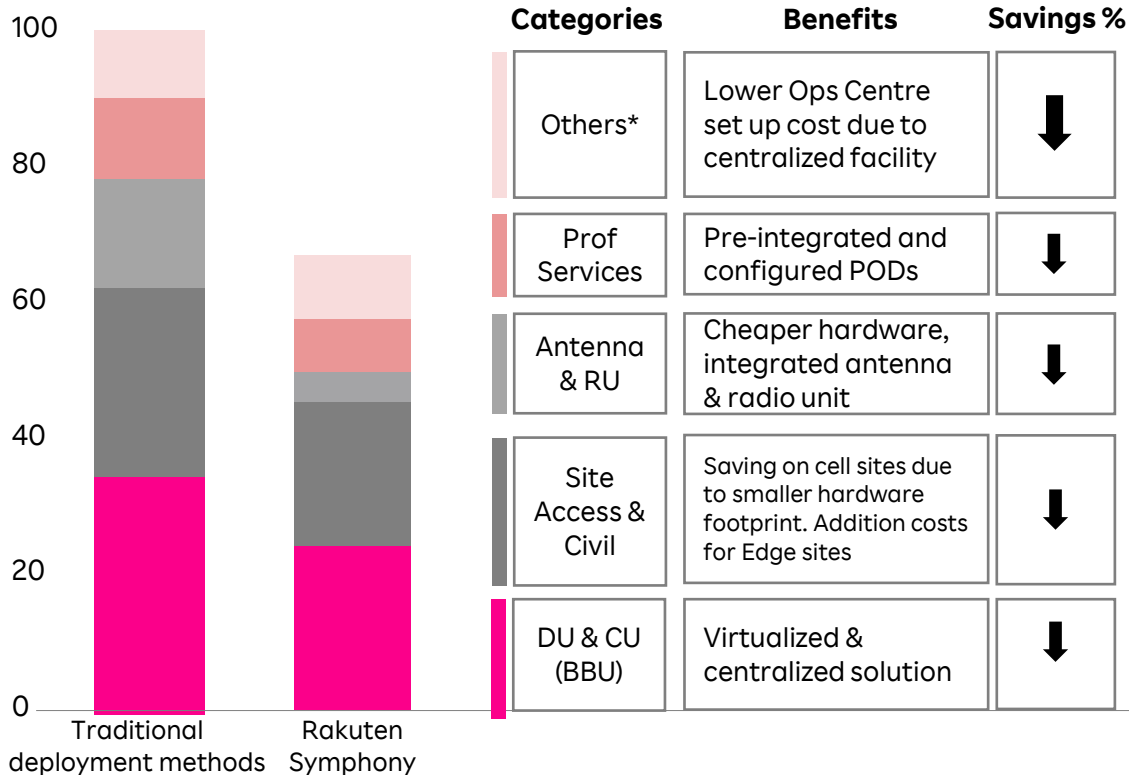 100
80
60
40
20
0
Traditional
deployment methods
Rakuten
Symphony
Categories
Benefits
Savings %
Others*
Lower Ops Centre
set up cost due to
centralized facility
Prof
Services
Pre-integrated and
configured PODs
Antenna
& RU
Cheaper hardware,
integrated antenna
& radio unit
Site
Access &
Civil
Saving on cell sites due
to smaller hardware
footprint. Addition costs
for Edge sites
DU & CU
(BBU)
Virtualized &
centralized solution